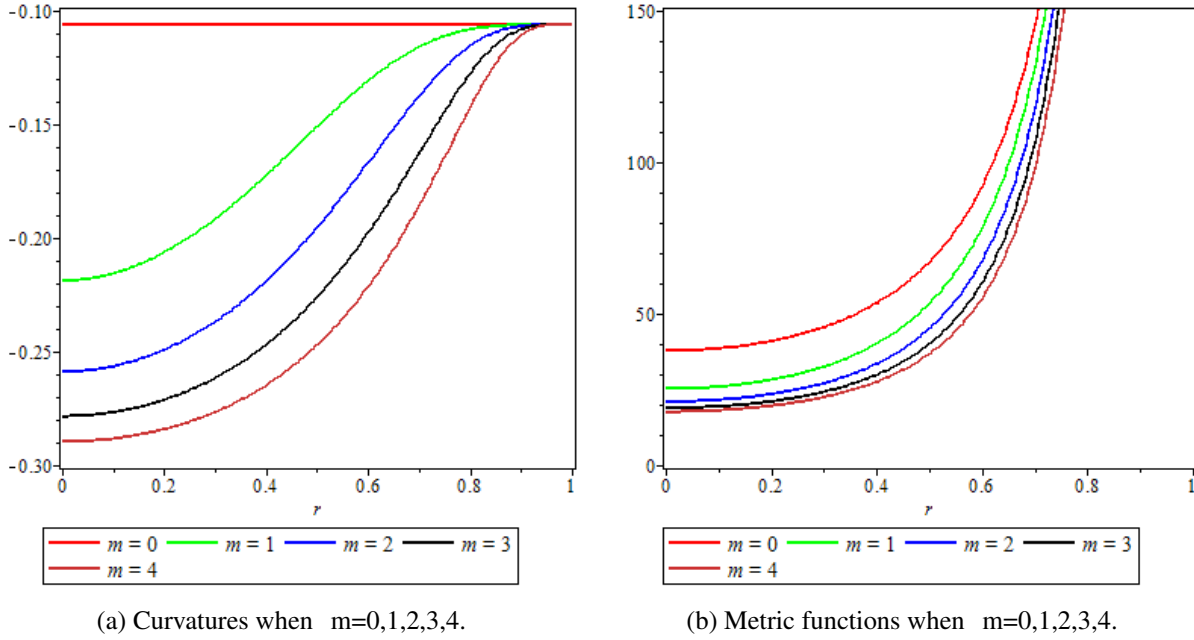 -0.10
-0.15
-0.20
-0.25
-0.30
0 0.2 0.4 0.6 0.8 1
r
m = 0 m = 1 m = 2 m = 3
m = 4
(a) Curvatures when m=0,1,2,3,4.
150
100
50
0
0 0.2 0.4 0.6 0.8 1
r
m = 0 m = 1 m = 2 m = 3
m = 4
(b) Metric functions when m=0,1,2,3,4.